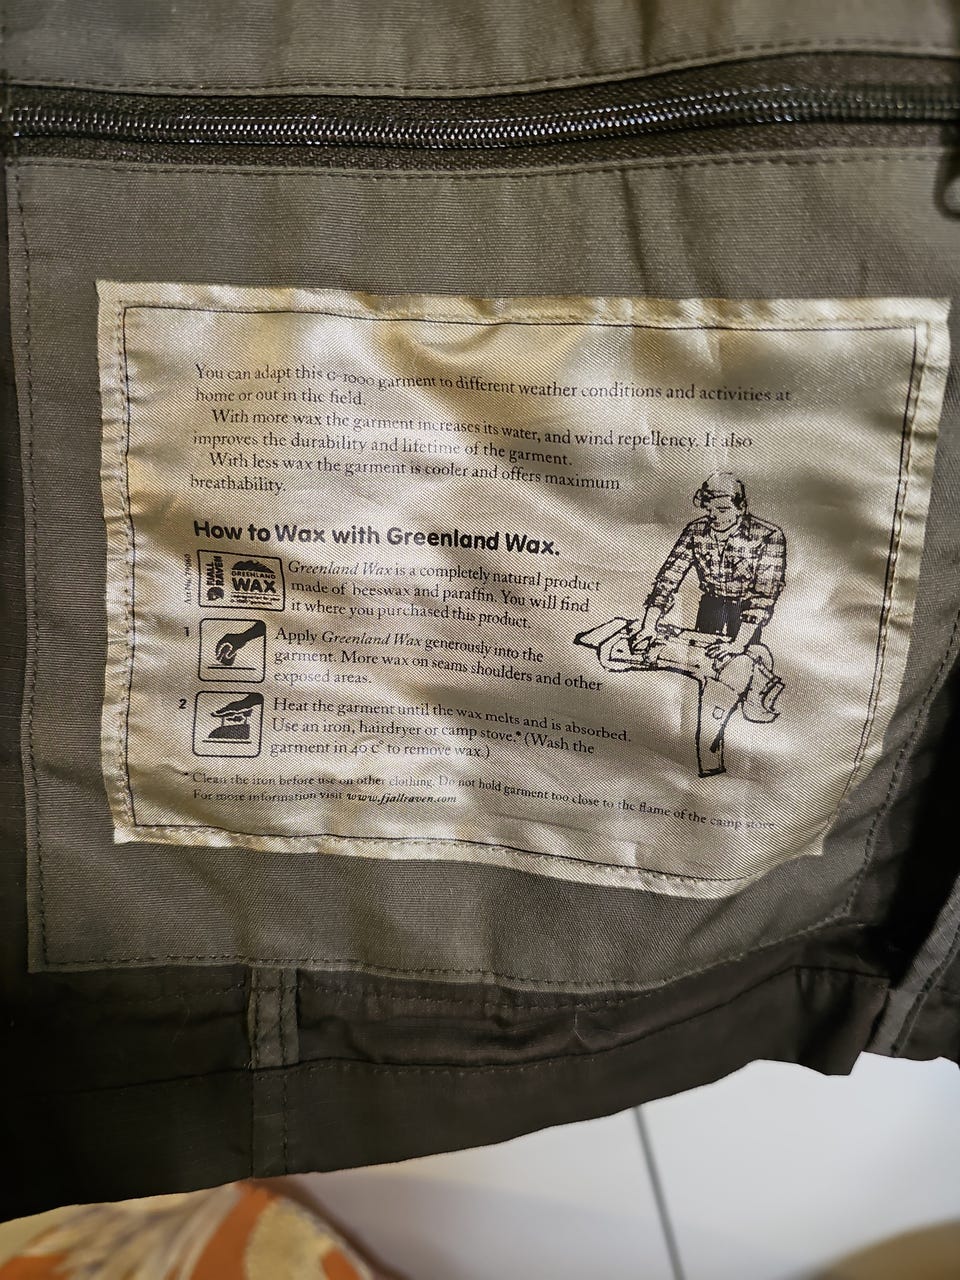 You can adapt this G-1000 garment to different weather conditions and activities at
home or out in the field.
With more wax the garment increases its water, and wind repellency. It also
improves the durability and lifetime of the garment.
With less wax the garment is cooler and offers maximum
breathability.
How to Wax with Greenland Wax.
FJÄLL
RÄVEN
GREENLAND
WAX
Greenland Wax is a completely natural product
made of beeswax and paraffin. You will find
it where you purchased this product.
1
Apply Greenland Wax generously into the
garment. More wax on seams shoulders and other
exposed areas.
2
Heat the garment until the wax melts and is absorbed.
Use an iron, hairdryer or camp stove.* (Wash the
garment in 40 C° to remove wax.)
* Clean the iron before use on other clothing. Do not hold garment too close to the flame of the camp stove.
For more information visit www.fjallraven.com